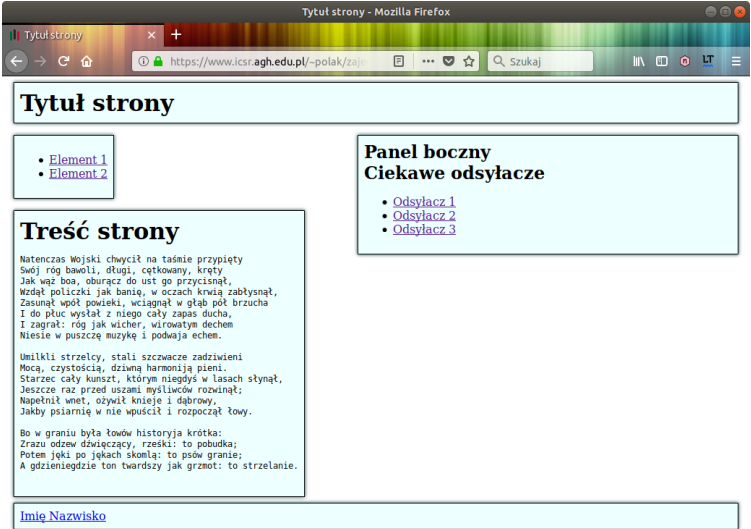 Tytuł strony - Mozilla Firefox
Tytuł strony
https://www.icsr.agh.edu.pl/~polak/zaje
Szukaj
Tytuł strony
Element 1
Element 2
Panel boczny
Ciekawe odsyłacze
Odsyłacz 1
Odsyłacz 2
Odsyłacz 3
Treść strony
Natenczas Wojski chwycił na taśmie przypięty
Swój róg bawoli, długi, cętkowany, kręty
Jak wąż boa, oburącz do ust go przycisnął,
Wzdął policzki jak banię, w oczach krwią zabłysnął,
Zasunął wpół powieki, wciągnął w głąb pół brzucha
I do płuc wysłał z niego cały zapas ducha,
I zagrał: róg jak wicher, wirowatym dechem
Niesie w puszczę muzykę i podwaja echem.
Umilkli strzelcy, stali szczwacze zadziwieni
Mocą, czystością, dziwną harmoniją pieni.
Starzec cały kunszt, którym niegdyś w lasach słynął,
Jeszcze raz przed uszami myśliwców rozwinął;
Napełnił wnet, ożywił knieje i dąbrowy,
Jakby psiarnię w nie wpuścił i rozpoczął łowy.
Bo w graniu była łowów historyja krótka:
Zrazu odzew dźwięczący, rześki: to pobudka;
Potem jęki po jękach skomlą: to psów granie;
A gdzieniegdzie ton twardszy jak grzmot: to strzelanie.
Imię Nazwisko